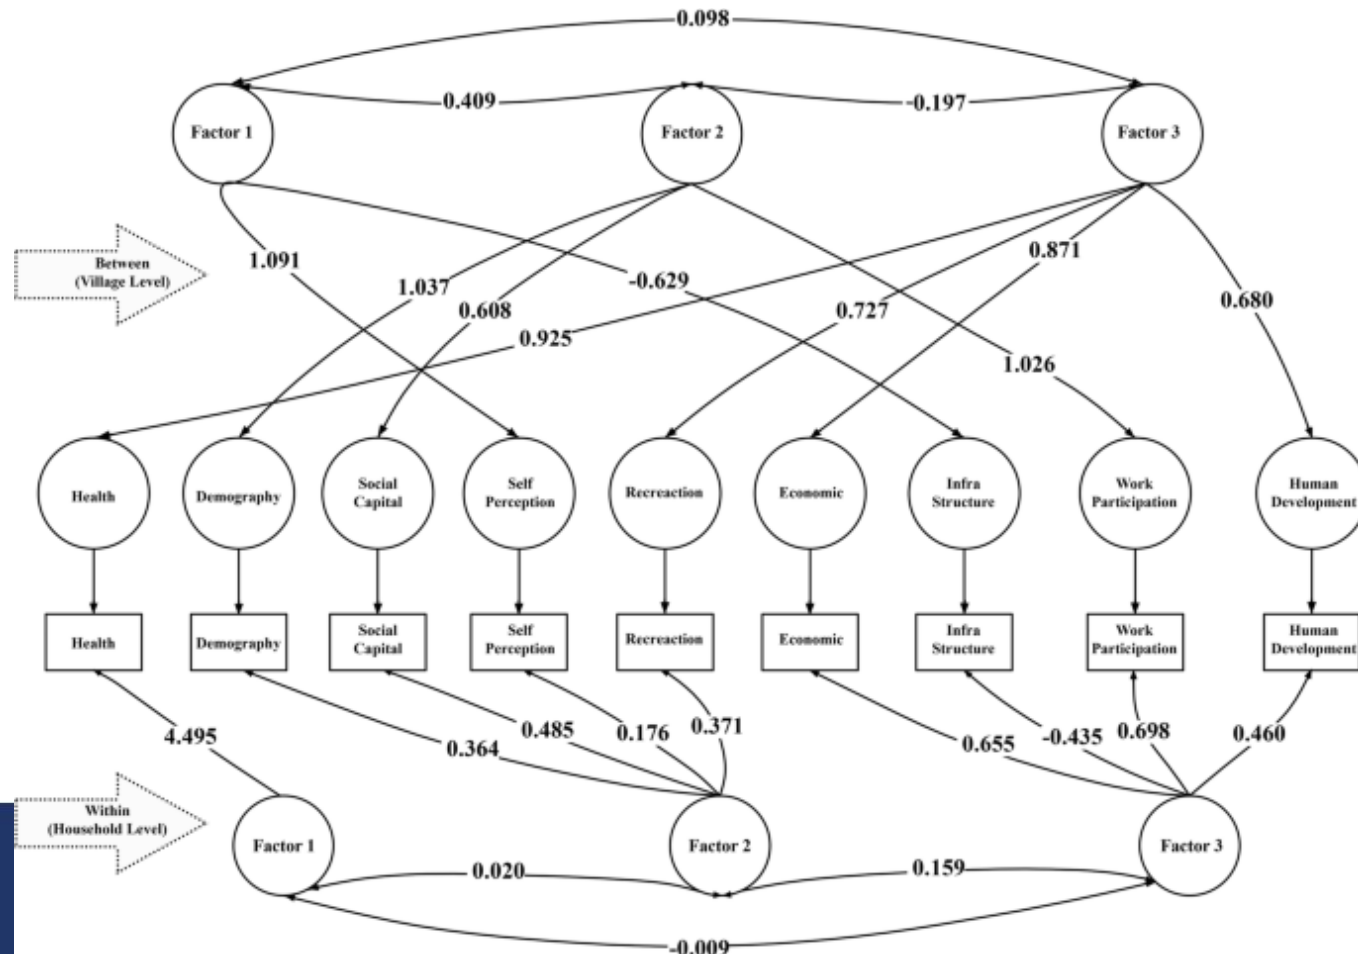 0.098
0.409
-0.197
Factor 1
Factor 2
Factor 3
Between
(Village Level)
1.091
1.037
0.608
0.925
-0.629
0.727
0.871
0.680
1.026
Health
Demography
Social
Capital
Self
Perception
Recreaction
Economic
Infra
Structure
Work
Participation
Human
Development
Health
Demography
Social
Capital
Self
Perception
Recreaction
Economic
Infra
Structure
Work
Participation
Human
Development
4.495
0.364
0.485
0.176
0.371
0.655
-0.435
0.698
0.460
Within
(Household Level)
Factor 1
Factor 2
Factor 3
0.020
0.159
-0.009